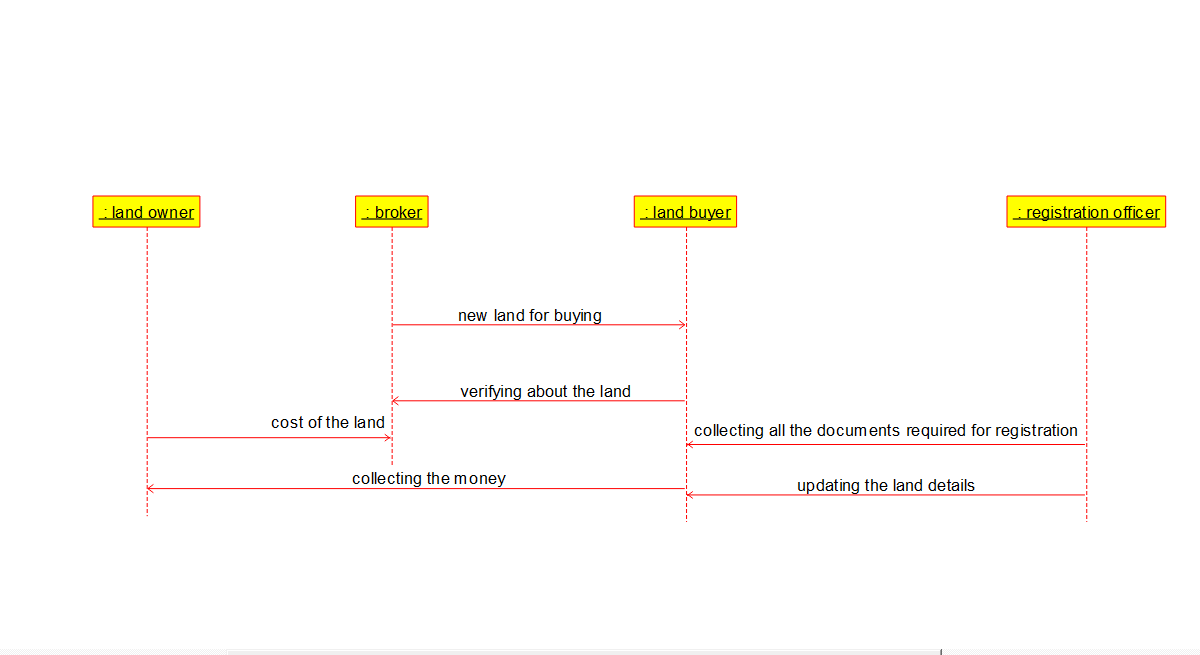 : land owner
: broker
: land buyer
: registration officer
new land for buying
verifying about the land
cost of the land
collecting all the documents required for registration
collecting the money
updating the land details